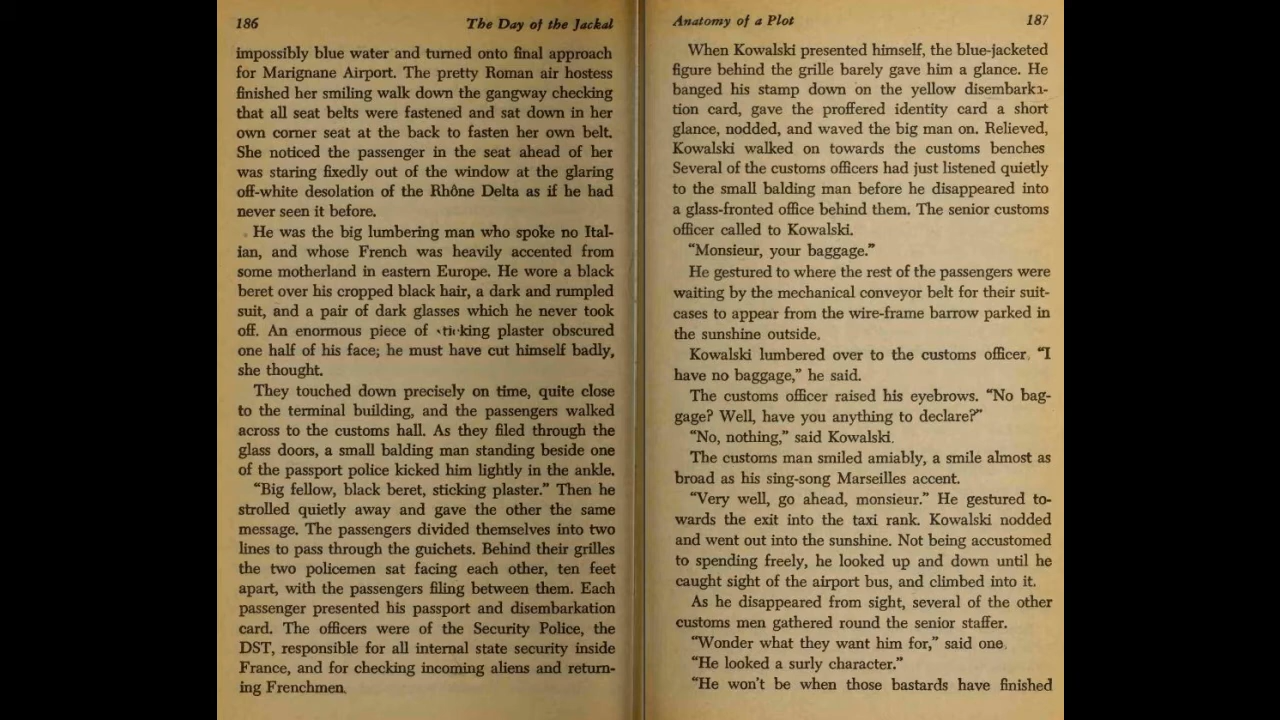 186
The Day of the Jackal
impossibly blue water and turned onto final approach
for Marignane Airport. The pretty Roman air hostess
finished her smiling walk down the gangway checking
that all seat belts were fastened and sat down in her
own corner seat at the back to fasten her own belt.
She noticed the passenger in the seat ahead of her
was staring fixedly out of the window at the glaring
off-white desolation of the Rhône Delta as if he had
never seen it before.
He was the big lumbering man who spoke no Ital-
ian, and whose French was heavily accented from
some motherland in eastern Europe. He wore a black
beret over his cropped black hair, a dark and rumpled
suit, and a pair of dark glasses which he never took
off. An enormous piece of sticking plaster obscured
one half of his face; he must have cut himself badly,
she thought.
They touched down precisely on time, quite close
to the terminal building, and the passengers walked
across to the customs hall. As they filed through the
glass doors, a small balding man standing beside one
of the passport police kicked him lightly in the ankle.
“Big fellow, black beret, sticking plaster.” Then he
strolled quietly away and gave the other the same
message. The passengers divided themselves into two
lines to pass through the guichets. Behind their grilles
the two policemen sat facing each other, ten feet
apart, with the passengers filing between them. Each
passenger presented his passport and disembarkation
card. The officers were of the Security Police, the
DST, responsible for all internal state security inside
France, and for checking incoming aliens and return-
ing Frenchmen.
Anatomy of a Plot
187
When Kowalski presented himself, the blue-jacketed
figure behind the grille barely gave him a glance. He
banged his stamp down on the yellow disembarka-
tion card, gave the proffered identity card a short
glance, nodded, and waved the big man on. Relieved,
Kowalski walked on towards the customs benches
Several of the customs officers had just listened quietly
to the small balding man before he disappeared into
a glass-fronted office behind them. The senior customs
officer called to Kowalski.
“Monsieur, your baggage.”
He gestured to where the rest of the passengers were
waiting by the mechanical conveyor belt for their suit-
cases to appear from the wire-frame barrow parked in
the sunshine outside.
Kowalski lumbered over to the customs officer. “I
have no baggage,” he said.
The customs officer raised his eyebrows. “No bag-
gage? Well, have you anything to declare?”
“No, nothing,” said Kowalski.
The customs man smiled amiably, a smile almost as
broad as his sing-song Marseilles accent.
“Very well, go ahead, monsieur.” He gestured to-
wards the exit into the taxi rank. Kowalski nodded
and went out into the sunshine. Not being accustomed
to spending freely, he looked up and down until he
caught sight of the airport bus, and climbed into it.
As he disappeared from sight, several of the other
customs men gathered round the senior staffer.
“Wonder what they want him for,” said one.
“He looked a surly character.”
“He won't be when those bastards have finished